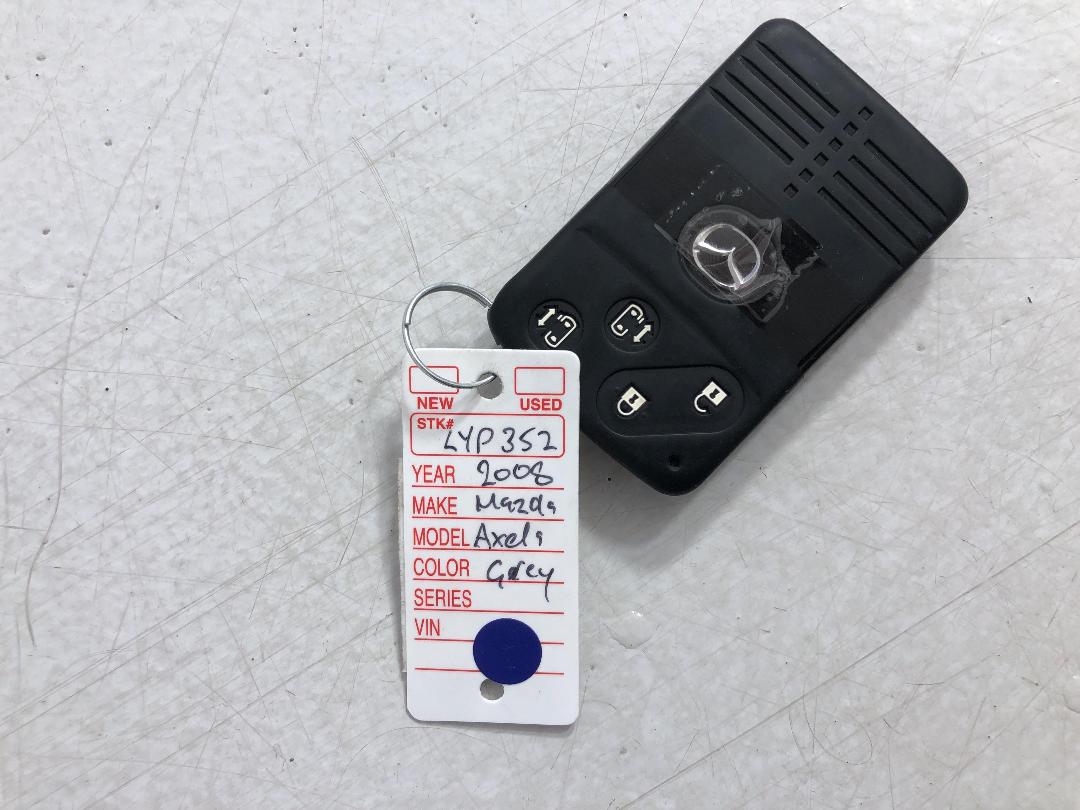 NEW USED
STK# LYP352
YEAR 2008
MAKE Mazda
MODEL Axela
COLOR Grey
SERIES
VIN